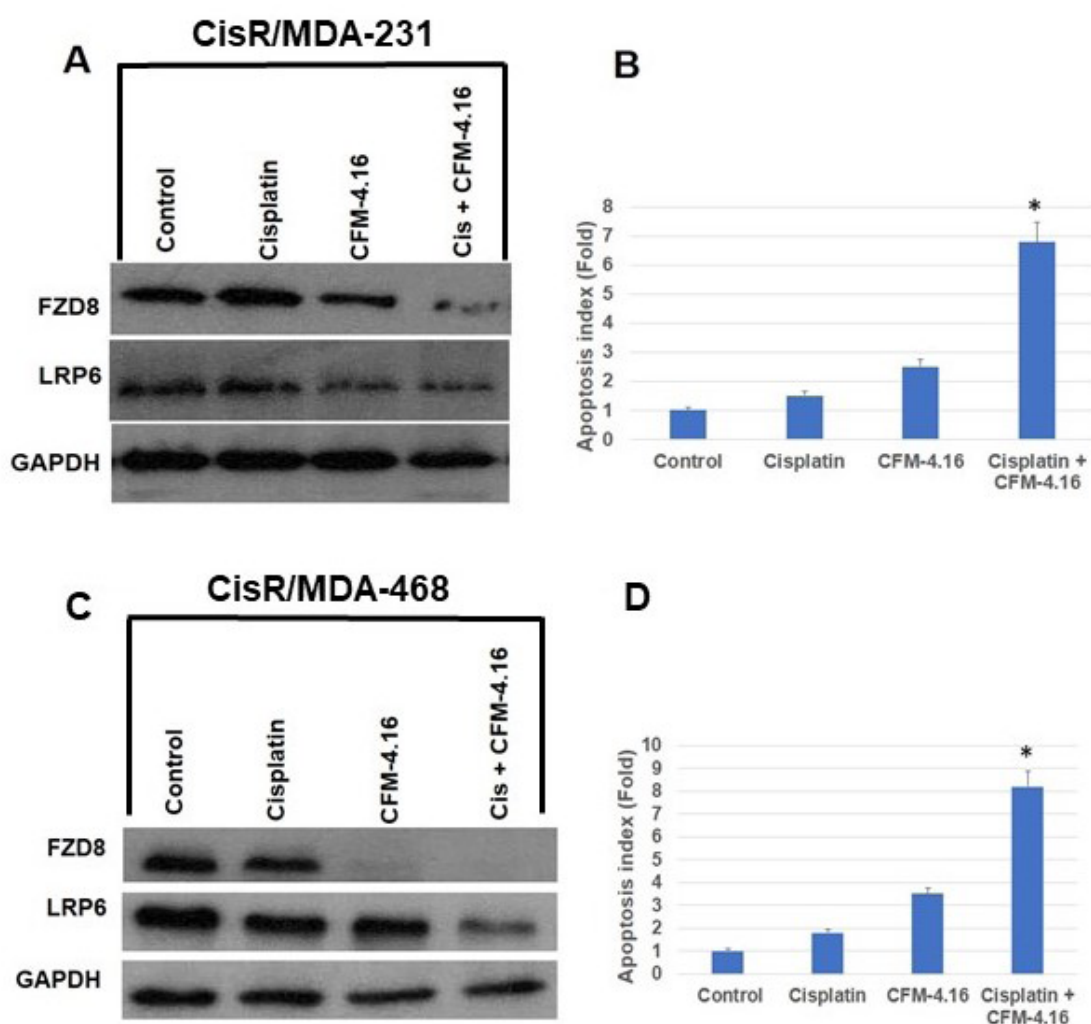 CisR/MDA-231
A
Control
Cisplatin
CFM-4.16
Cis + CFM-4.16
FZD8
LRP6
GAPDH
B
Apoptosis index (Fold)
8
7
6
5
4
3
2
1
0
*
Control
Cisplatin
CFM-4.16
Cisplatin +
CFM-4.16
CisR/MDA-468
C
Control
Cisplatin
CFM-4.16
Cis + CFM-4.16
FZD8
LRP6
GAPDH
D
Apoptosis index (Fold)
10
9
8
7
6
5
4
3
2
1
0
*
Control
Cisplatin
CFM-4.16
Cisplatin +
CFM-4.16